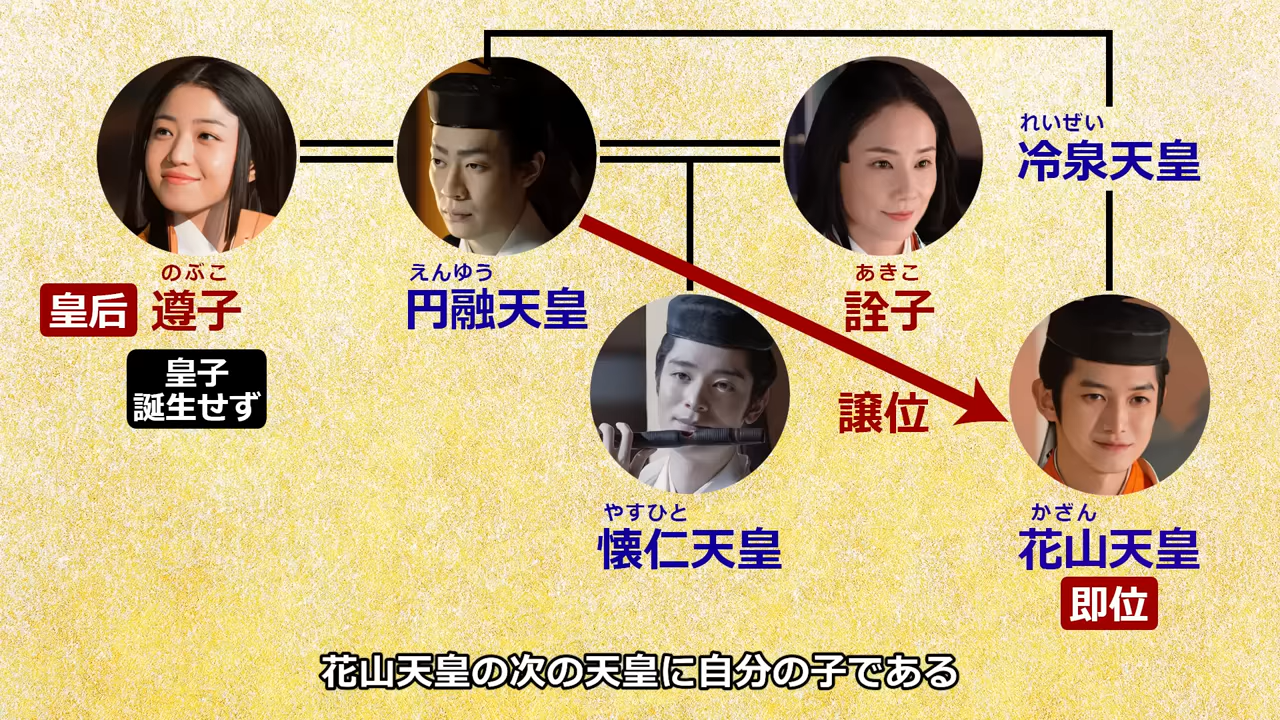 れいぜい
冷泉天皇
のぶこ
皇后 遵子
皇子
誕生せず
えんゆう
円融天皇
あきこ
詮子
譲位
やすひと
懐仁天皇
かざん
花山天皇
即位
花山天皇の次の天皇に自分の子である